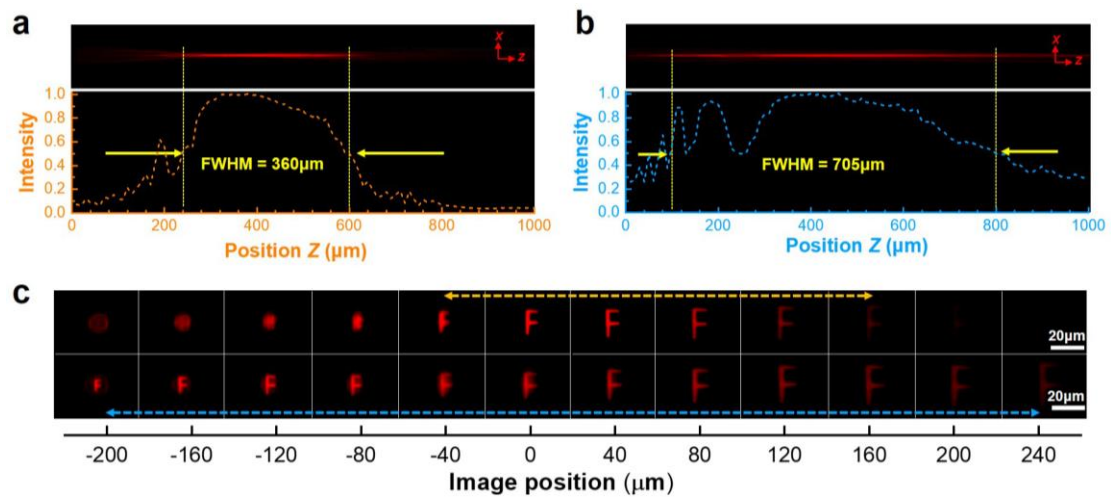 a
x
z
Intensity
1.0
0.8
0.6
0.4
0.2
0.0
FWHM = 360μm
0 200 400 600 800 1000
Position Z (μm)
b
x
z
Intensity
1.0
0.8
0.6
0.4
0.2
0.0
FWHM = 705μm
0 200 400 600 800 1000
Position Z (μm)
c
F F F F F F
20μm
F F F F F F F F F F F F
20μm
-200 -160 -120 -80 -40 0 40 80 120 160 200 240
Image position (μm)